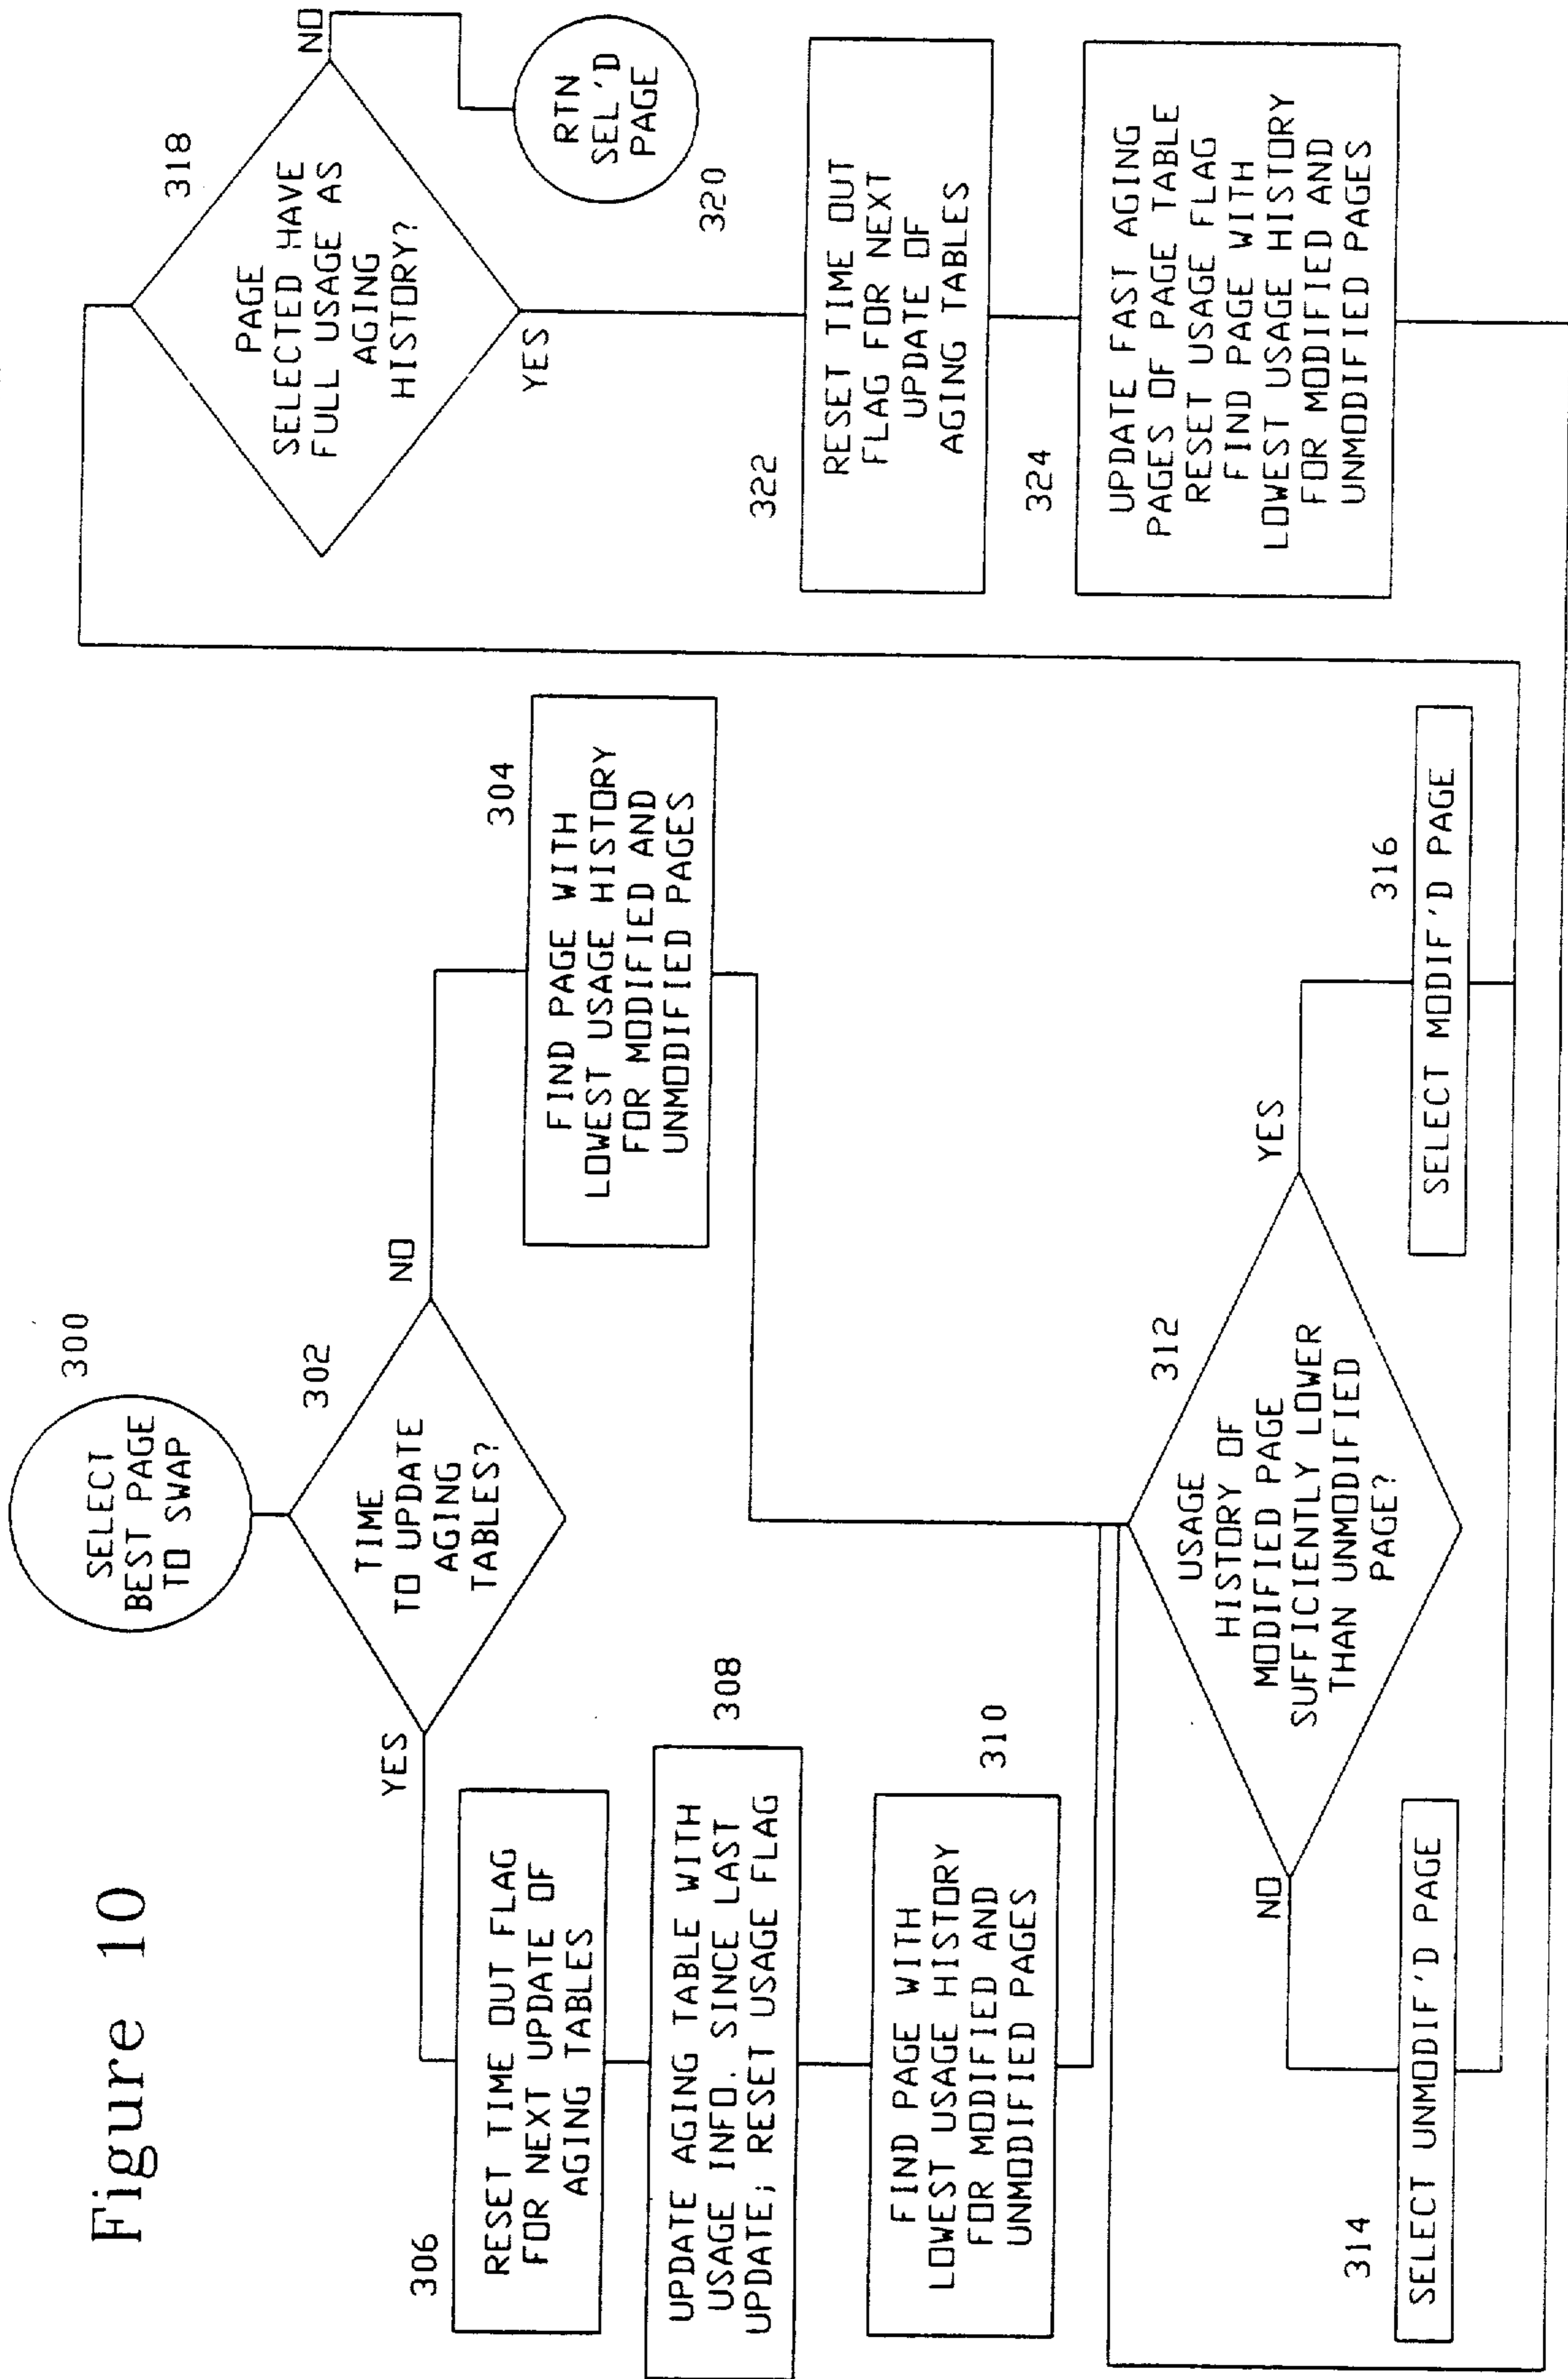 Figure 10
SELECT
BEST PAGE
TO SWAP
300
TIME
TO UPDATE
AGING
TABLES?
302
YES
NO
306
RESET TIME OUT FLAG
FOR NEXT UPDATE OF
AGING TABLES
UPDATE AGING TABLE WITH
USAGE INFO. SINCE LAST
UPDATE; RESET USAGE FLAG
308
FIND PAGE WITH
LOWEST USAGE HISTORY
FOR MODIFIED AND
UNMODIFIED PAGES
310
304
FIND PAGE WITH
LOWEST USAGE HISTORY
FOR MODIFIED AND
UNMODIFIED PAGES
USAGE
HISTORY OF
MODIFIED PAGE
SUFFICIENTLY LOWER
THAN UNMODIFIED
PAGE?
312
NO
YES
314
SELECT UNMODIF'D PAGE
316
SELECT MODIF'D PAGE
PAGE
SELECTED HAVE
FULL USAGE AS
AGING
HISTORY?
318
NO
YES
RTN
SEL'D
PAGE
320
322
RESET TIME OUT
FLAG FOR NEXT
UPDATE OF
AGING TABLES
324
UPDATE FAST AGING
PAGES OF PAGE TABLE
RESET USAGE FLAG
FIND PAGE WITH
LOWEST USAGE HISTORY
FOR MODIFIED AND
UNMODIFIED PAGES